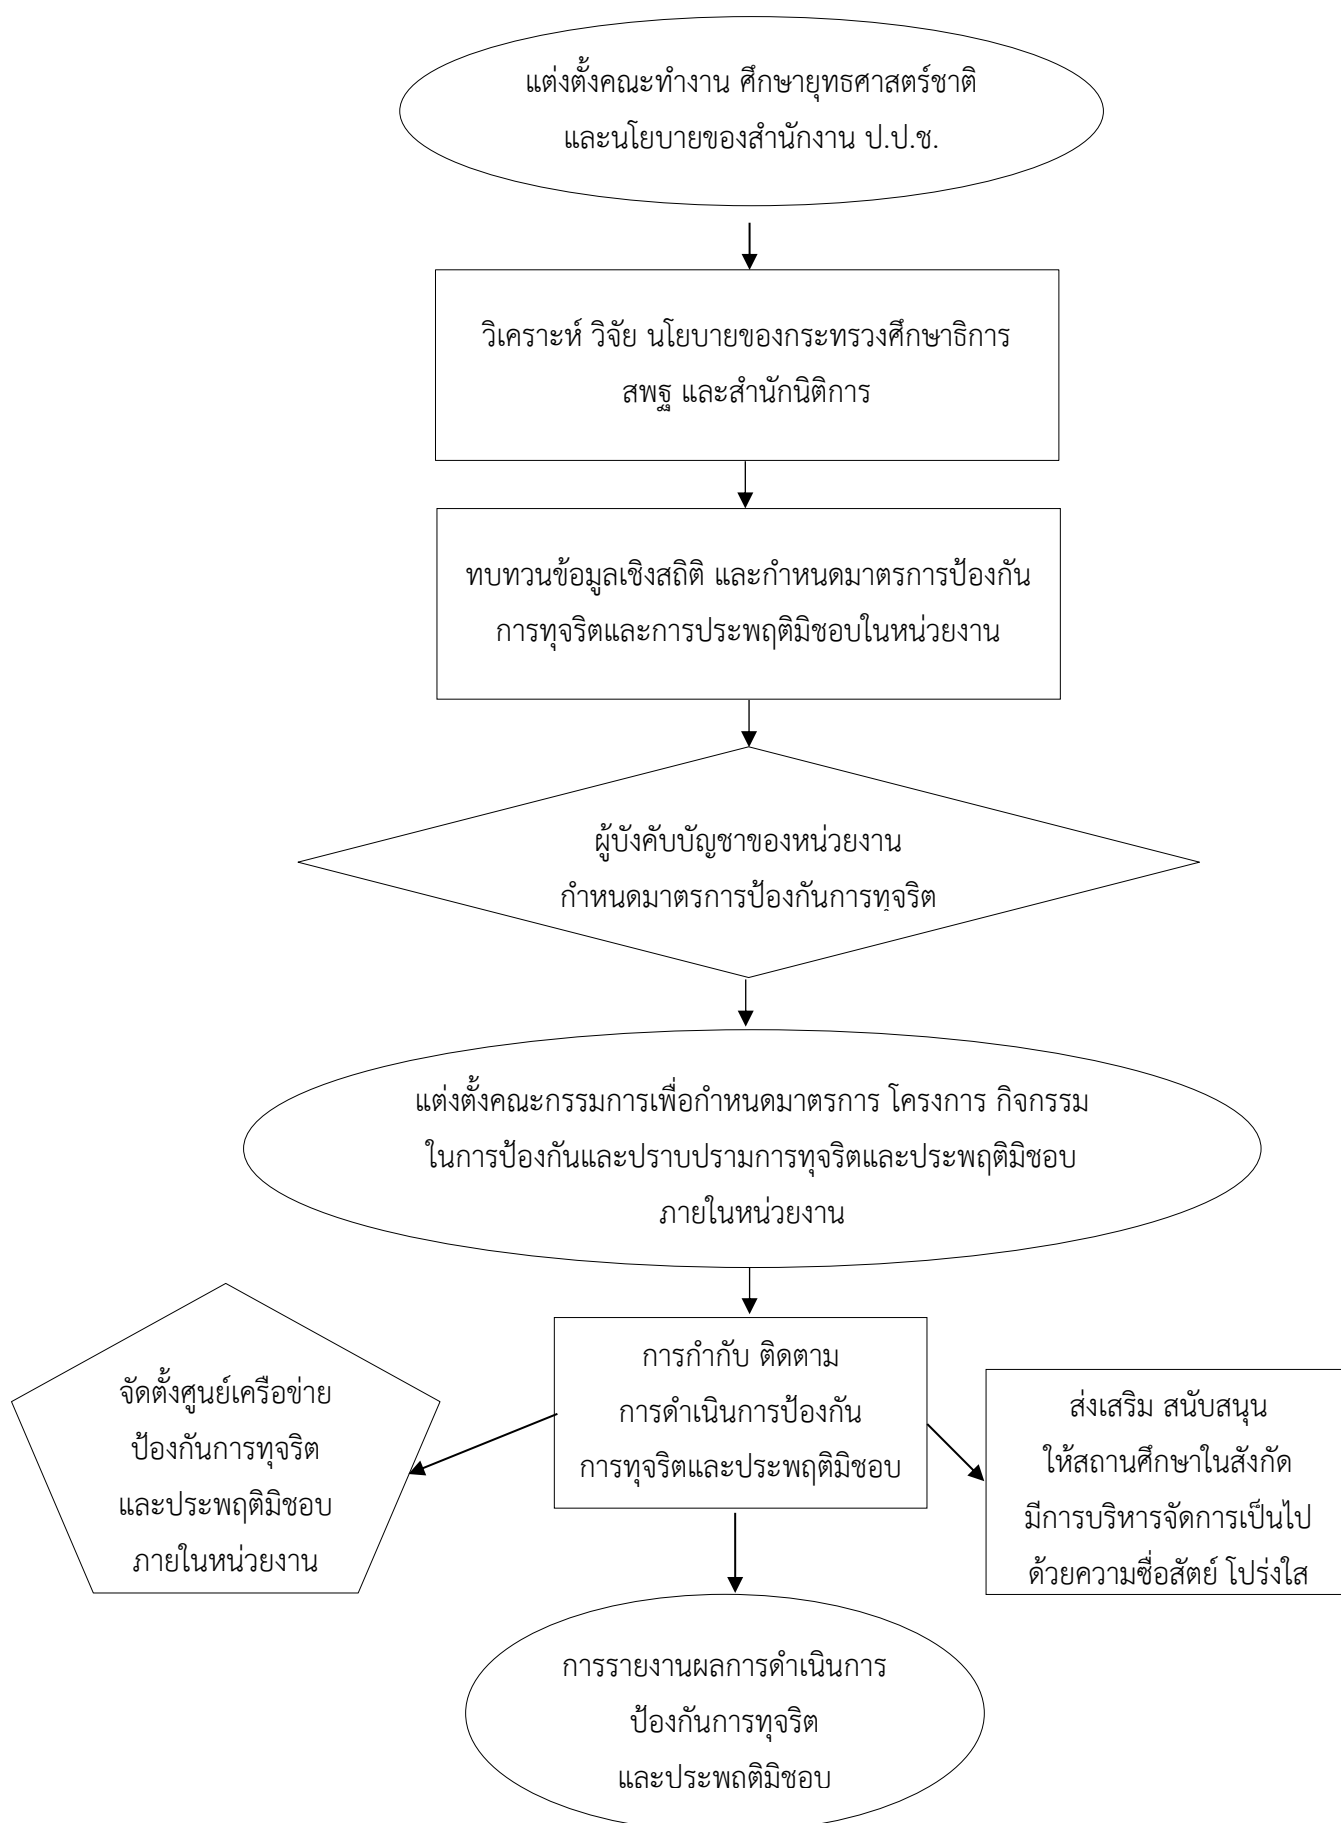 แต่งตั้งคณะทำงาน ศึกษายุทธศาสตร์ชาติ
และนโยบายของสำนักงาน ป.ป.ช.
วิเคราะห์ วิจัย นโยบายของกระทรวงศึกษาธิการ
สพฐ และสำนักนิติการ
ทบทวนข้อมูลเชิงสถิติ และกำหนดมาตรการป้องกัน
การทุจริตและการประพฤติมิชอบในหน่วยงาน
ผู้บังคับบัญชาของหน่วยงาน
กำหนดมาตรการป้องกันการทุจริต
แต่งตั้งคณะกรรมการเพื่อกำหนดมาตรการ โครงการ กิจกรรม
ในการป้องกันและปราบปรามการทุจริตและประพฤติมิชอบ
ภายในหน่วยงาน
จัดตั้งศูนย์เครือข่าย
ป้องกันการทุจริต
และประพฤติมิชอบ
ภายในหน่วยงาน
การกำกับ ติดตาม
การดำเนินการป้องกัน
การทุจริตและประพฤติมิชอบ
ส่งเสริม สนับสนุน
ให้สถานศึกษาในสังกัด
มีการบริหารจัดการเป็นไป
ด้วยความซื่อสัตย์ โปร่งใส
การรายงานผลการดำเนินการ
ป้องกันการทุจริต
และประพฤติมิชอบ